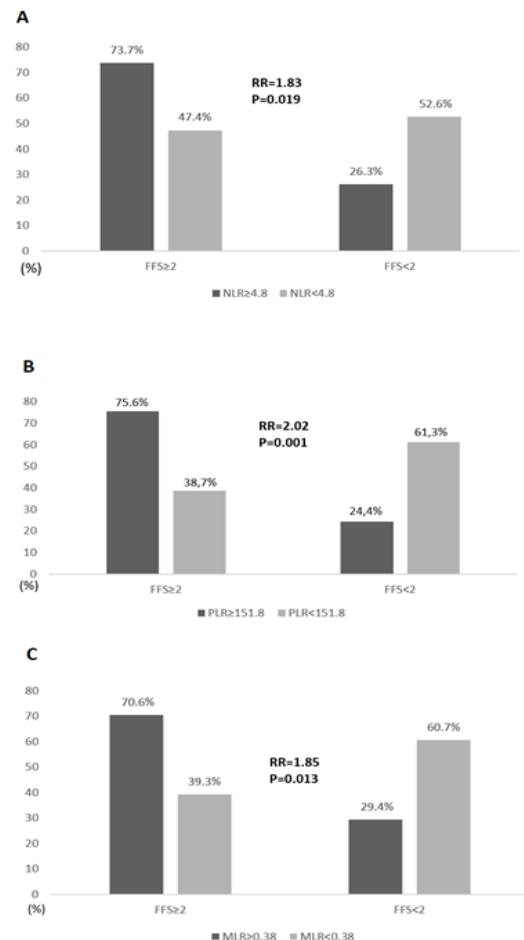 A
80
70
60
50
40
30
20
10
0
(%)
73.7%
47.4%
RR=1.83
P=0.019
26.3%
52.6%
FFS≥2
FFS<2
NLR≥4.8 NLR<4.8
B
80
70
60
50
40
30
20
10
0
(%)
75.6%
38,7%
RR=2.02
P=0.001
24,4%
61,3%
FFS≥2
FFS<2
PLR≥151.8 PLR<151.8
C
80
70
60
50
40
30
20
10
0
(%)
70.6%
39.3%
RR=1.85
P=0.013
29.4%
60.7%
FFS≥2
FFS<2
MLR≥0.38 MLR<0.38